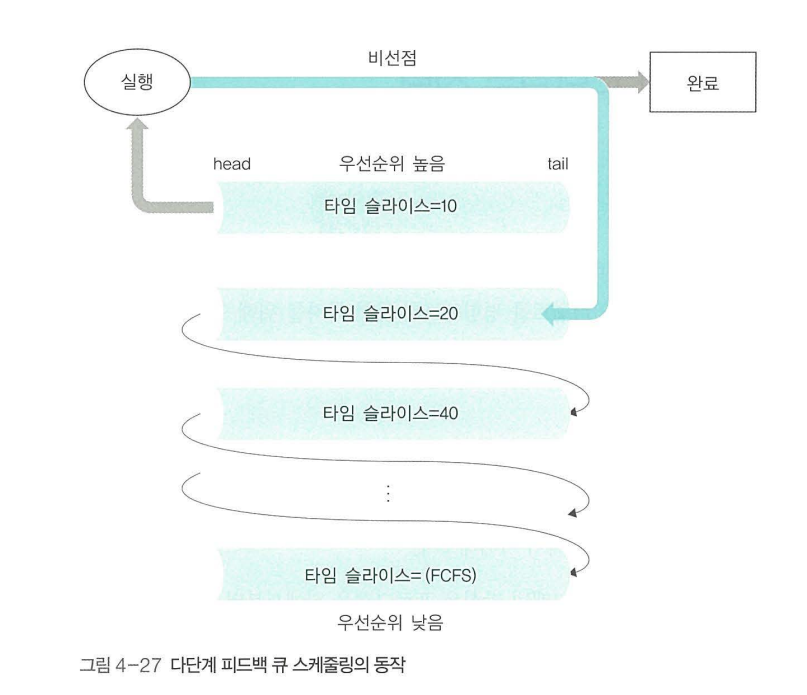 비선점
실행
완료
head 우선순위 높음 tail
타임 슬라이스=10
타임 슬라이스=20
타임 슬라이스=40
⋮
타임 슬라이스=(FCFS)
우선순위 낮음
그림 4-27 다단계 피드백 큐 스케줄링의 동작